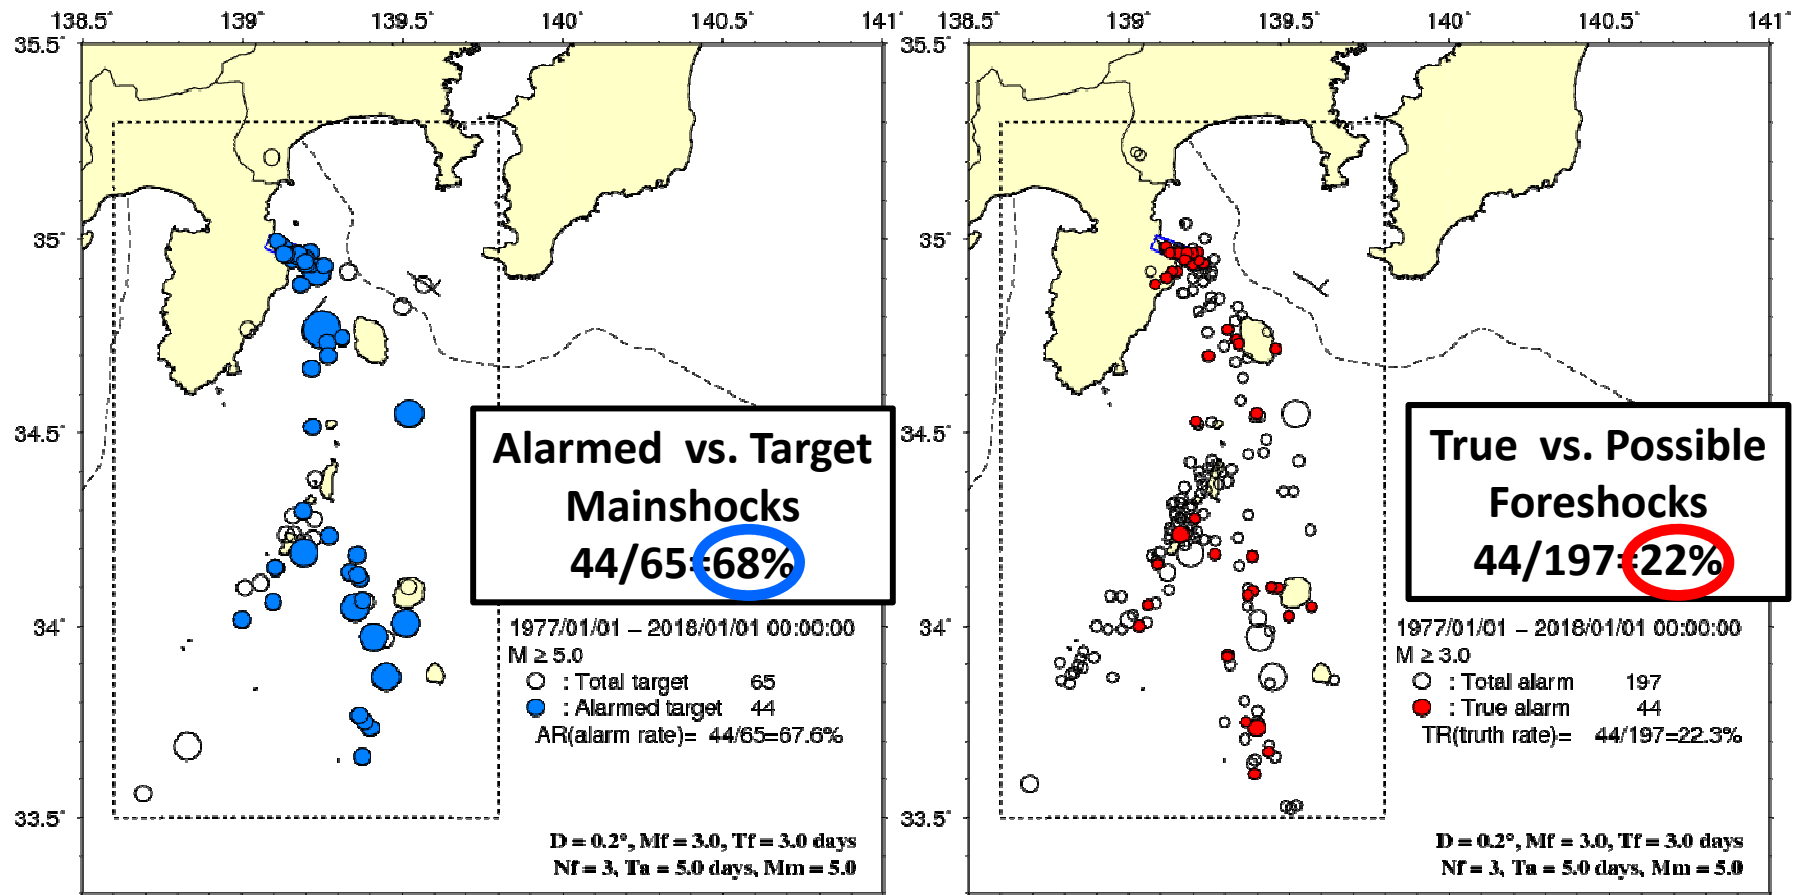 138.5° 139° 139.5° 140° 140.5° 141°
35.5°
35°
34.5°
34°
33.5°
Alarmed vs. Target
Mainshocks
44/65=68%
1977/01/01 – 2018/01/01 00:00:00
M ≥ 5.0
: Total target 65
: Alarmed target 44
AR(alarm rate)= 44/65=67.6%
D = 0.2°, Mf = 3.0, Tf = 3.0 days
Nf = 3, Ta = 5.0 days, Mm = 5.0
138.5° 139° 139.5° 140° 140.5° 141°
35.5°
35°
34.5°
34°
33.5°
True vs. Possible
Foreshocks
44/197=22%
1977/01/01 – 2018/01/01 00:00:00
M ≥ 3.0
: Total alarm 197
: True alarm 44
TR(truth rate)= 44/197=22.3%
D = 0.2°, Mf = 3.0, Tf = 3.0 days
Nf = 3, Ta = 5.0 days, Mm = 5.0